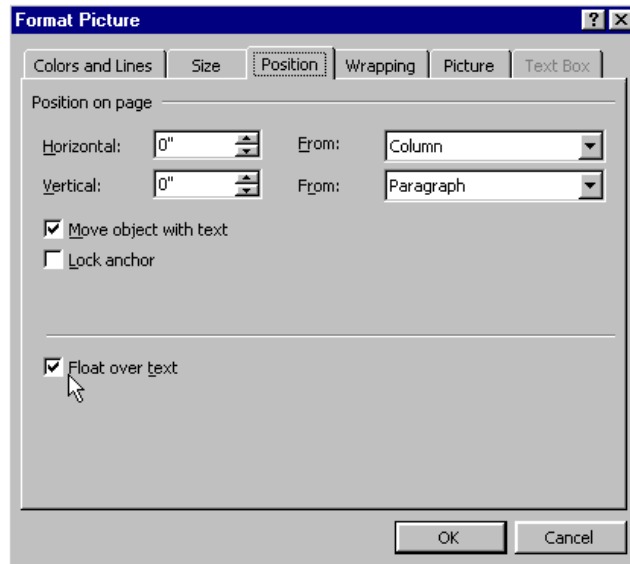 Format Picture
Colors and Lines Size Position Wrapping Picture Text Box
Position on page
Horizontal: 0" From: Column
Vertical: 0" From: Paragraph
Move object with text
Lock anchor
Float over text
OK Cancel